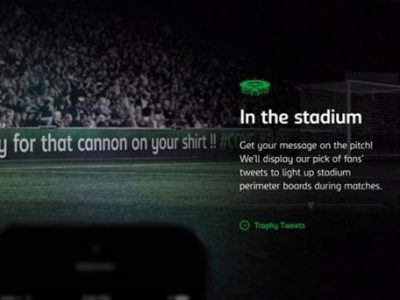 In the stadium
y for that cannon on your shirt !! #COYG
Get your message on the pitch!
We'll display our pick of fans'
tweets to light up stadium
perimeter boards during matches.
Trophy Tweets